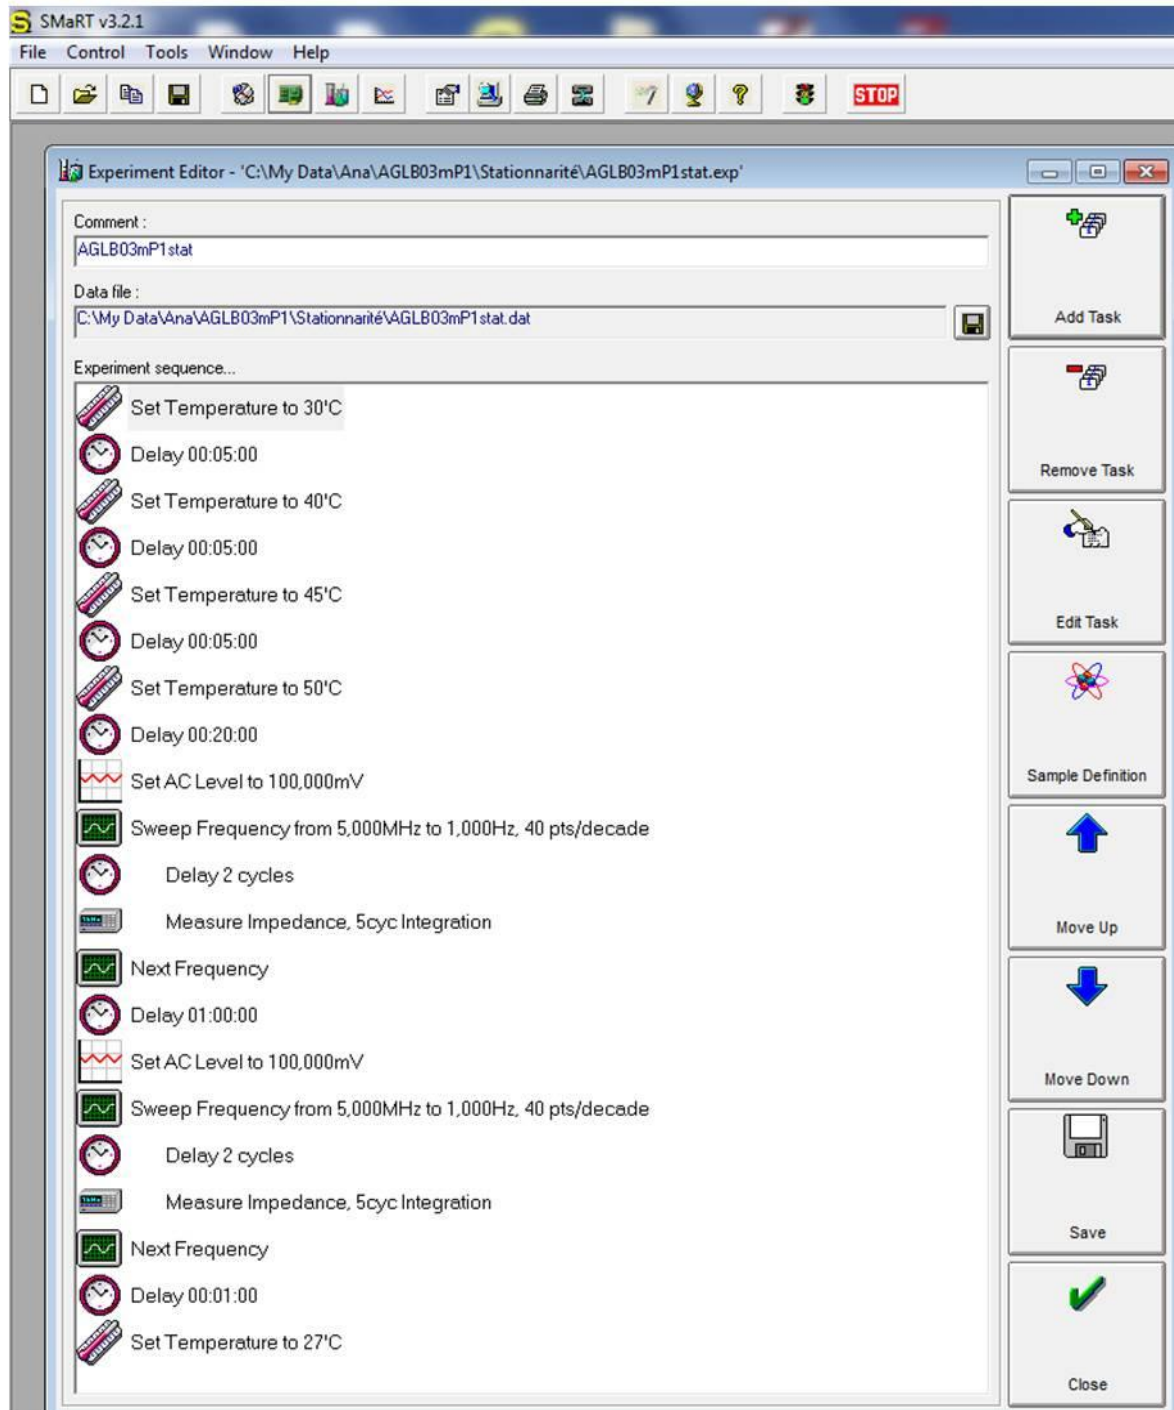 SMaRT v3.2.1
File Control Tools Window Help
STOP
Experiment Editor - 'C:\My Data\Ana\AGLB03mP1\Stationnarité\AGLB03mP1stat.exp'
Comment :
AGLB03mP1stat
Data file :
C:\My Data\Ana\AGLB03mP1\Stationnarité\AGLB03mP1stat.dat
Experiment sequence...
Set Temperature to 30'C
Delay 00:05:00
Set Temperature to 40'C
Delay 00:05:00
Set Temperature to 45'C
Delay 00:05:00
Set Temperature to 50'C
Delay 00:20:00
Set AC Level to 100,000mV
Sweep Frequency from 5,000MHz to 1,000Hz, 40 pts/decade
Delay 2 cycles
Measure Impedance, 5cyc Integration
Next Frequency
Delay 01:00:00
Set AC Level to 100,000mV
Sweep Frequency from 5,000MHz to 1,000Hz, 40 pts/decade
Delay 2 cycles
Measure Impedance, 5cyc Integration
Next Frequency
Delay 00:01:00
Set Temperature to 27'C
Add Task
Remove Task
Edit Task
Sample Definition
Move Up
Move Down
Save
Close